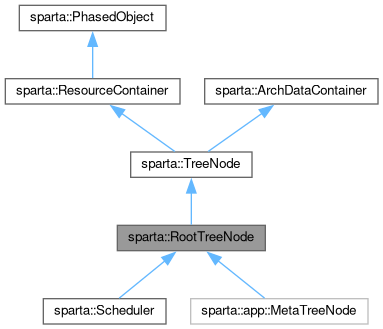 sparta::PhasedObject
sparta::ResourceContainer
sparta::ArchDataContainer
sparta::TreeNode
sparta::RootTreeNode
sparta::Scheduler
sparta::app::MetaTreeNode